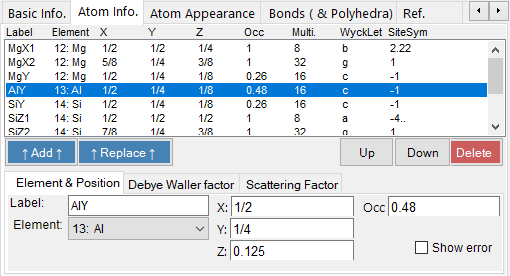 Basic Info. Atom Info. Atom Appearance Bonds ( & Polyhedra) Ref.
Label Element X Y Z Occ Multi. WyckLet SiteSym
MgX1 12: Mg 1/2 1/2 1/4 1 8 b 2.22
MgX2 12: Mg 5/8 1/4 3/8 1 32 g 1
MgY 12: Mg 1/2 1/4 1/8 0.26 16 c -1
AlY 13: Al 1/2 1/4 1/8 0.48 16 c -1
SiY 14: Si 1/2 1/4 1/8 0.26 16 c -1
SiZ1 14: Si 1/2 1/2 1/2 1 8 a -4..
SiZ2 14: Si 7/8 1/4 3/8 1 32 g 1
↑ Add ↑ ↑ Replace ↑ Up Down Delete
Element & Position Debye Waller factor Scattering Factor
Label: AlY X: 1/2 Occ 0.48
Element: 13: Al Y: 1/4
Z: 0.125 Show error